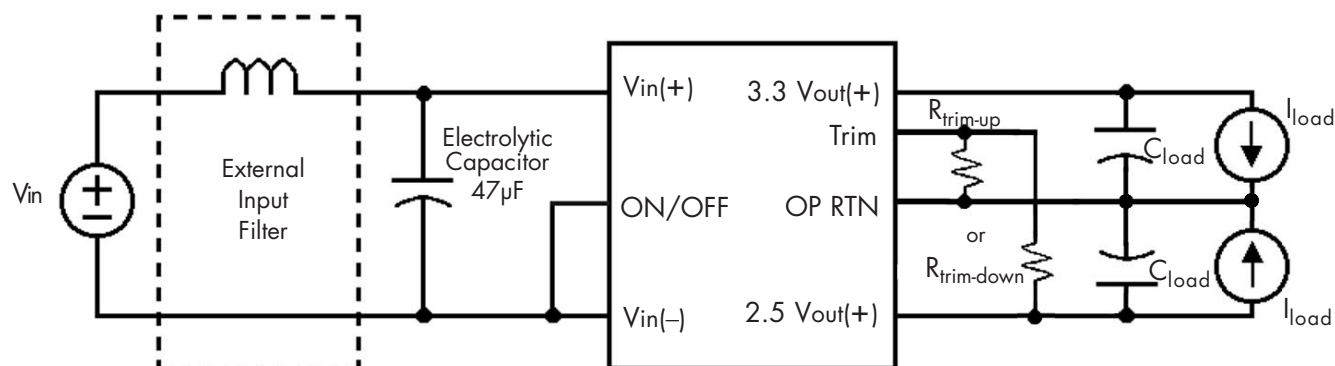 Vin
External
Input
Filter
Electrolytic
Capacitor
47µF
Vin(+)
ON/OFF
Vin(–)
3.3 Vout(+)
Trim
OP RTN
2.5 Vout(+)
Rtrim-up
or
Rtrim-down
Cload
Iload
Cload
Iload